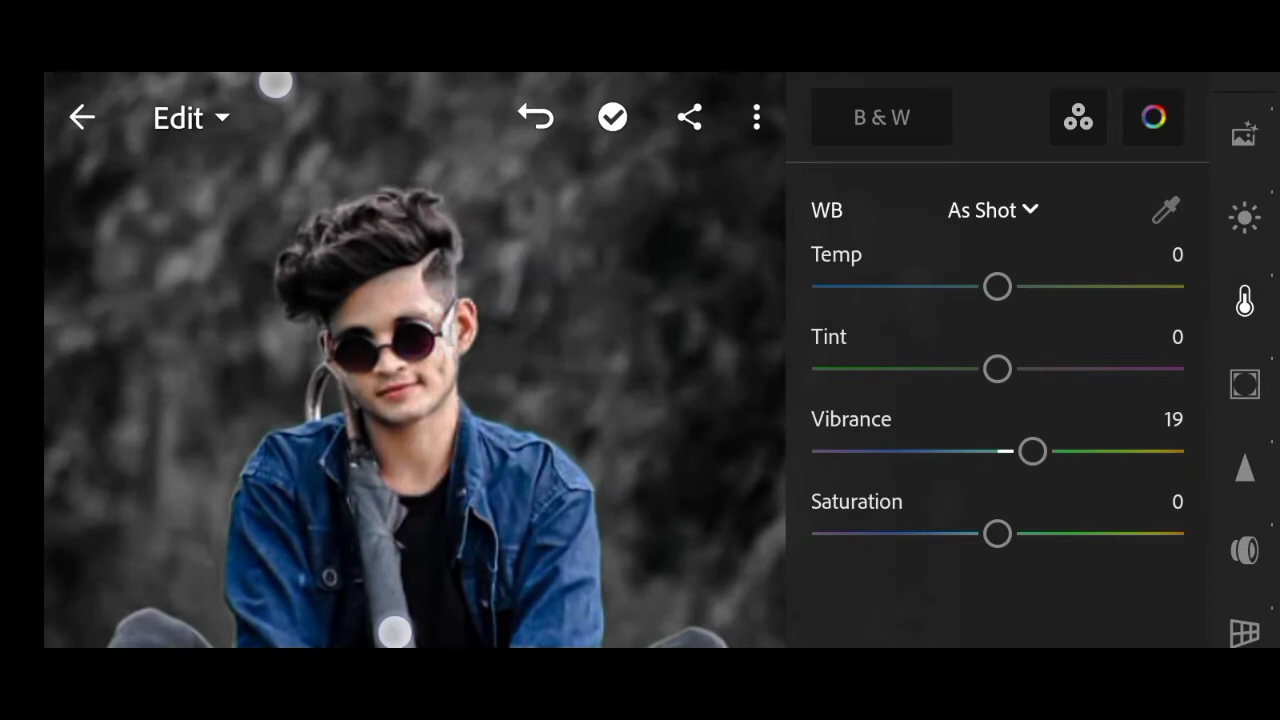 Edit
B & W
WB As Shot
Temp 0
Tint 0
Vibrance 19
Saturation 0